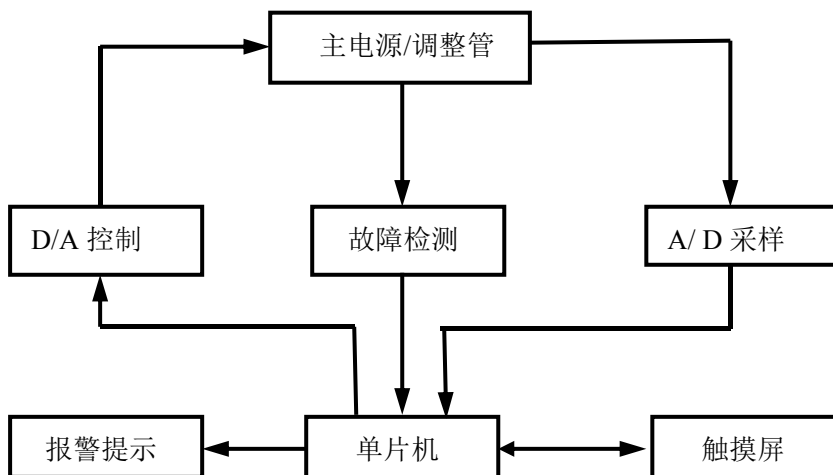 主电源/调整管
D/A 控制
故障检测
A/ D 采样
报警提示
单片机
触摸屏